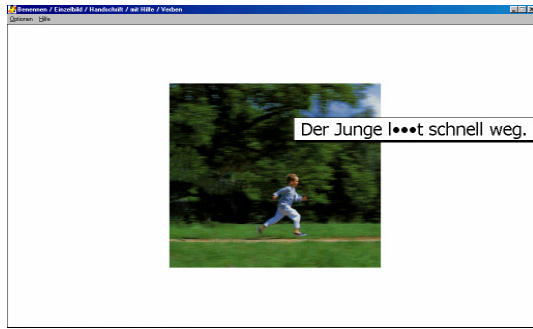 Benennen / Einzelbild / Handschrift / mit Hilfe / Verben
Optionen Hilfe
Der Junge l•••t schnell weg.